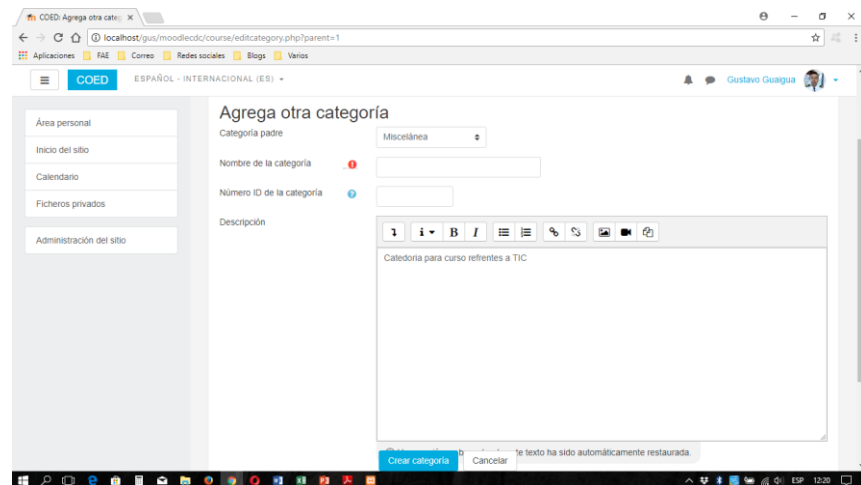 COED: Agrega otra categ
localhost/gus/moodlecdc/course/editcategory.php?parent=1
Aplicaciones FAE Correo Redes sociales Blogs Varios
COED ESPAÑOL - INTERNACIONAL (ES) Gustavo Guaigua
Área personal
Inicio del sitio
Calendario
Ficheros privados
Administración del sitio
Agrega otra categoría
Categoría padre Miscelánea
Nombre de la categoría
Número ID de la categoría
Descripción
i B I
Catedoria para curso refrentes a TIC
te texto ha sido automáticamente restaurada.
Crear categoría Cancelar
ESP 12:20